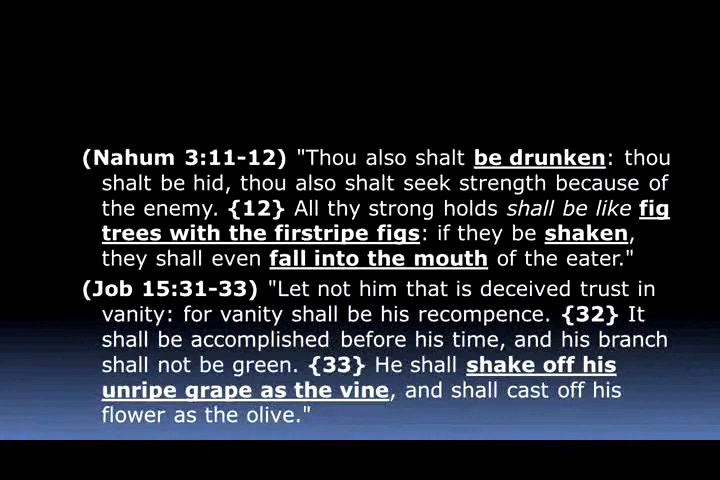 (Nahum 3:11-12) "Thou also shalt be drunken: thou
shalt be hid, thou also shalt seek strength because of
the enemy. {12} All thy strong holds shall be like fig
trees with the firstripe figs: if they be shaken,
they shall even fall into the mouth of the eater."
(Job 15:31-33) "Let not him that is deceived trust in
vanity: for vanity shall be his recompence. {32} It
shall be accomplished before his time, and his branch
shall not be green. {33} He shall shake off his
unripe grape as the vine, and shall cast off his
flower as the olive."